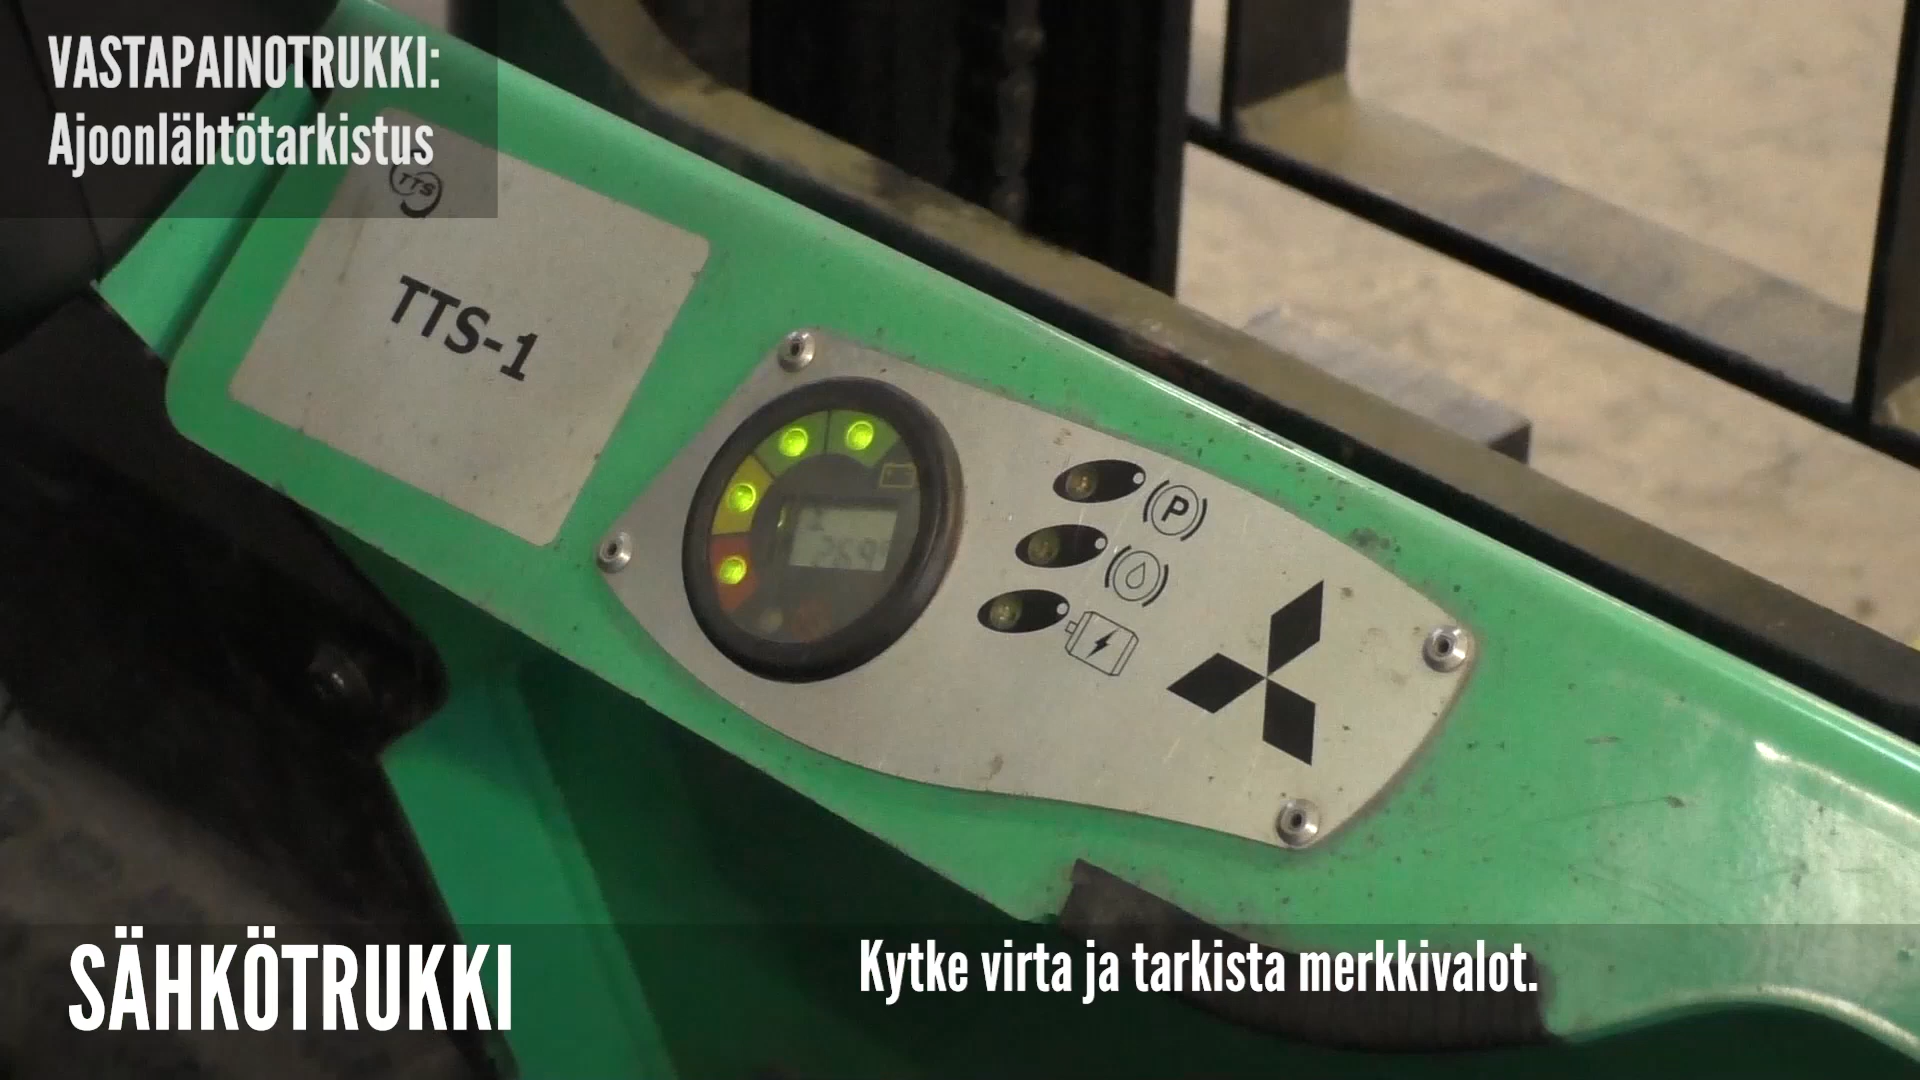 VASTAPAINOTRUKKI:
Ajoonlähtötarkistus
TTS
TTS-1
P
SÄHKÖTRUKKI
Kytke virta ja tarkista merkkivalot.